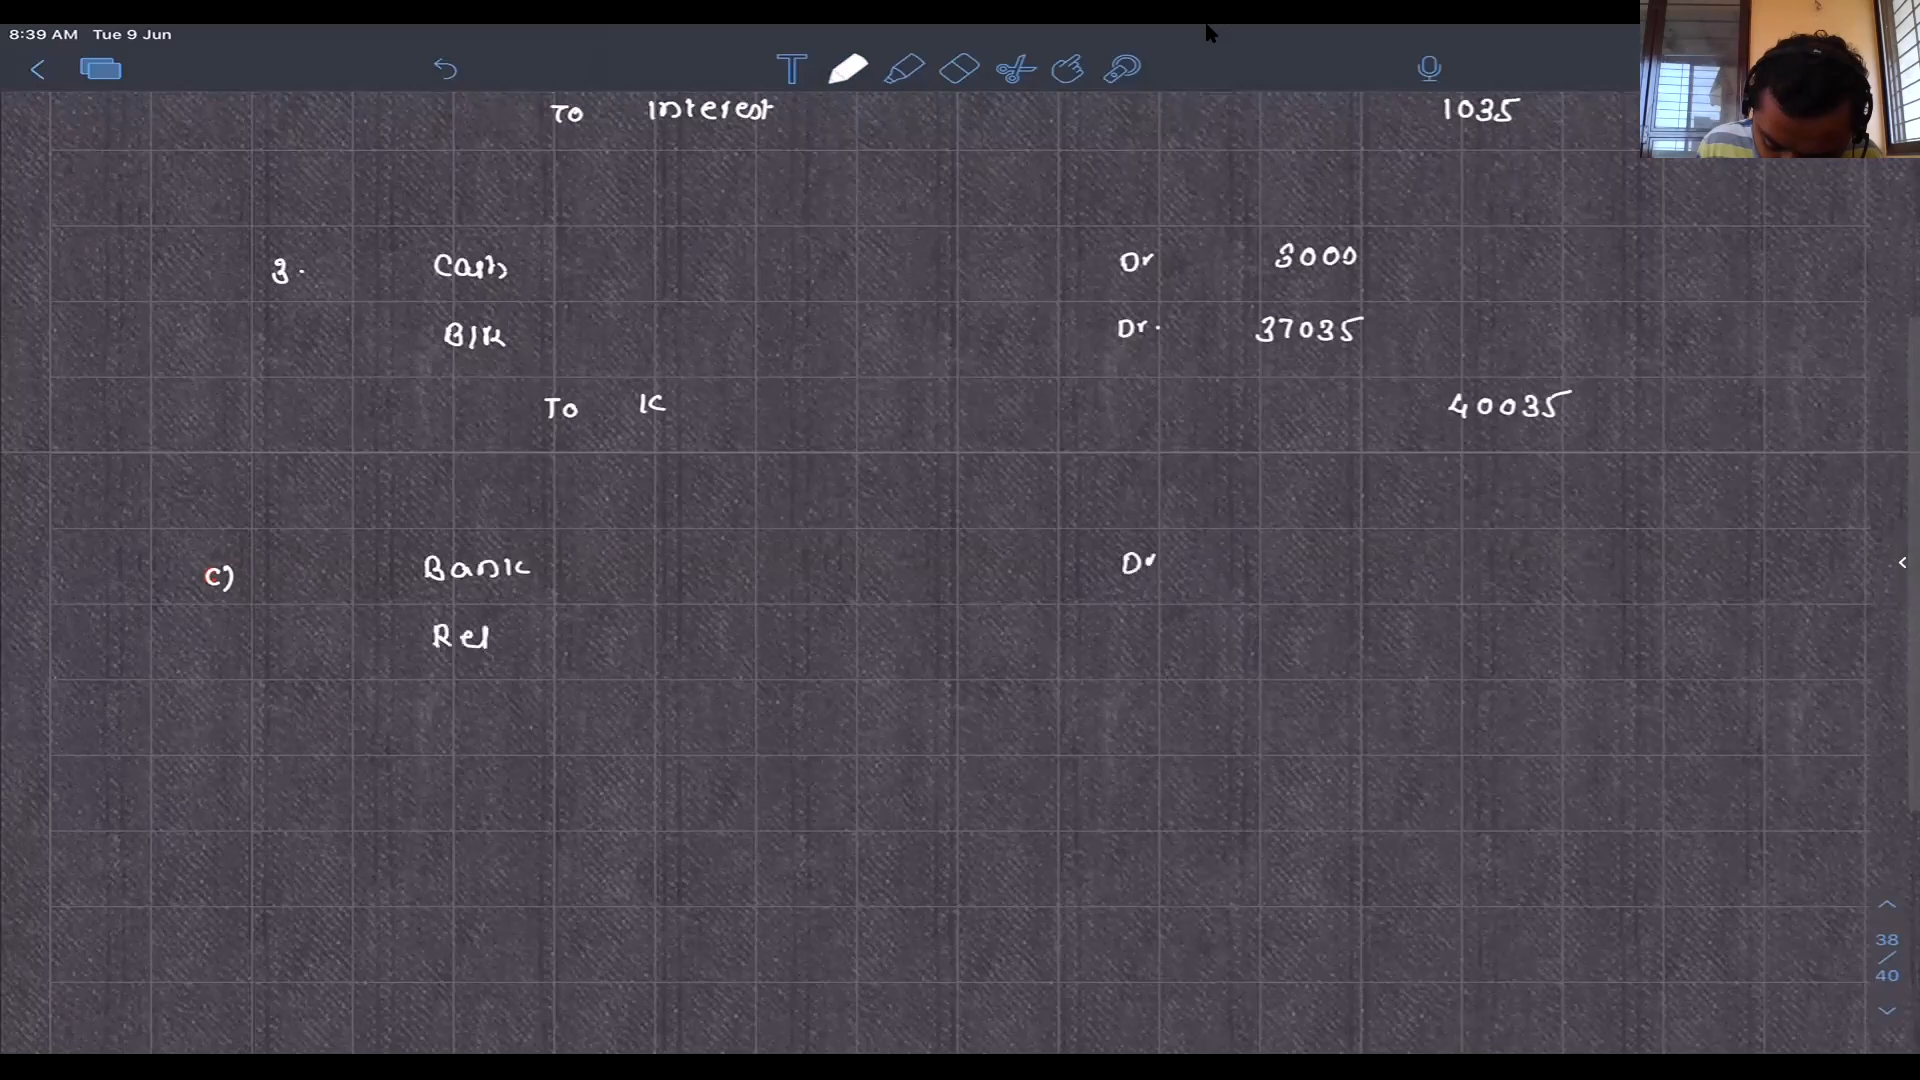 8:39 AM Tue 9 Jun
To Interest 1035
3. Cash Dr 3000
B/R Dr. 37035
To K 40035
C) Bank Dr
Rel
38
/
40